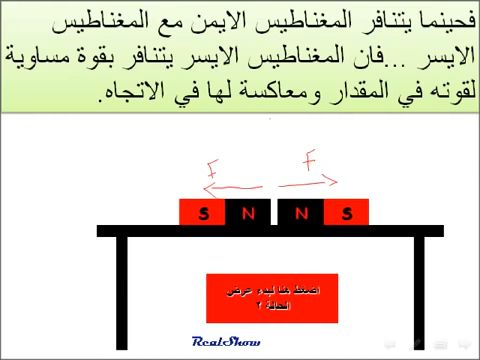 فحينما يتنافر المغناطيس الايمن مع المغناطيس
الايسر ...فان المغناطيس الايسر يتنافر بقوة مساوية
لقوته في المقدار ومعاكسة لها في الاتجاه.
F F
S N N S
اضغط هنا لبدء عرض
الحالة ٢
RealShow